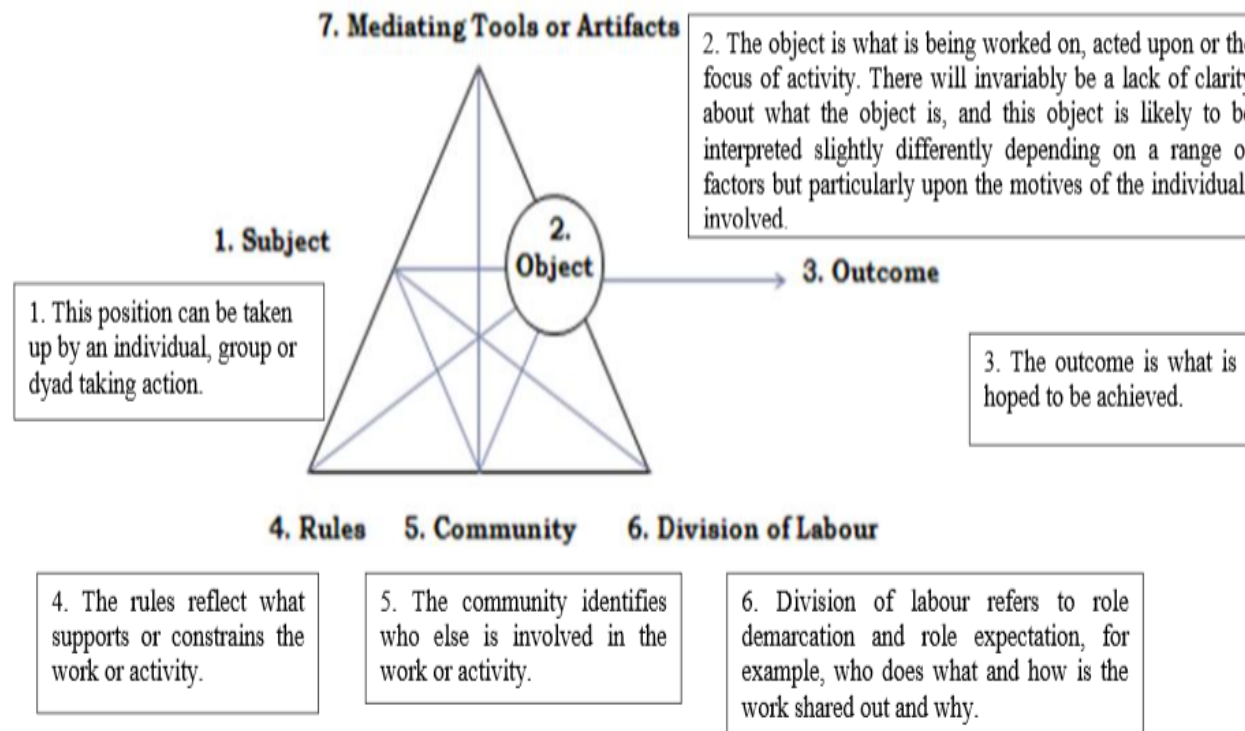 7. Mediating Tools or Artifacts
2. The object is what is being worked on, acted upon or the
focus of activity. There will invariably be a lack of clarity
about what the object is, and this object is likely to be
interpreted slightly differently depending on a range of
factors but particularly upon the motives of the individual
involved.
1. Subject
2.
Object
3. Outcome
1. This position can be taken
up by an individual, group or
dyad taking action.
3. The outcome is what is
hoped to be achieved.
4. Rules
5. Community
6. Division of Labour
4. The rules reflect what
supports or constrains the
work or activity.
5. The community identifies
who else is involved in the
work or activity.
6. Division of labour refers to role
demarcation and role expectation, for
example, who does what and how is the
work shared out and why.